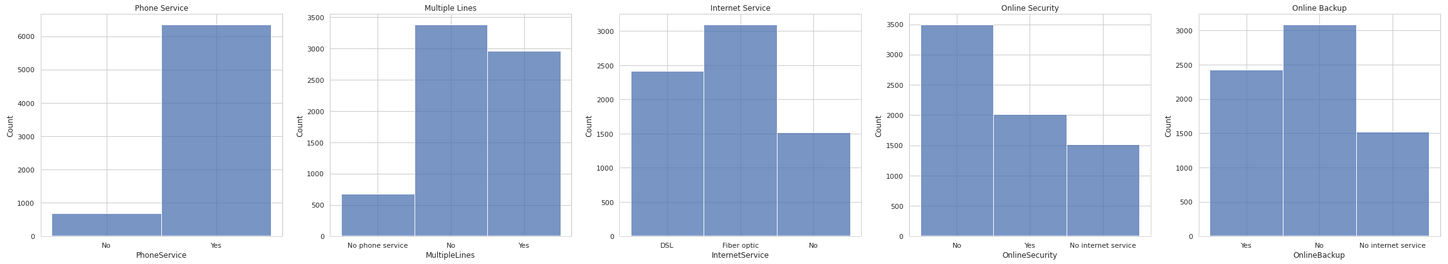 Phone Service
6000
5000
4000
3000
2000
1000
0
Count
No Yes
PhoneService
Multiple Lines
3500
3000
2500
2000
1500
1000
500
0
Count
No phone service No Yes
MultipleLines
Internet Service
3000
2500
2000
1500
1000
500
0
Count
DSL Fiber optic No
InternetService
Online Security
3500
3000
2500
2000
1500
1000
500
0
Count
No Yes No internet service
OnlineSecurity
Online Backup
3000
2500
2000
1500
1000
500
0
Count
Yes No No internet service
OnlineBackup